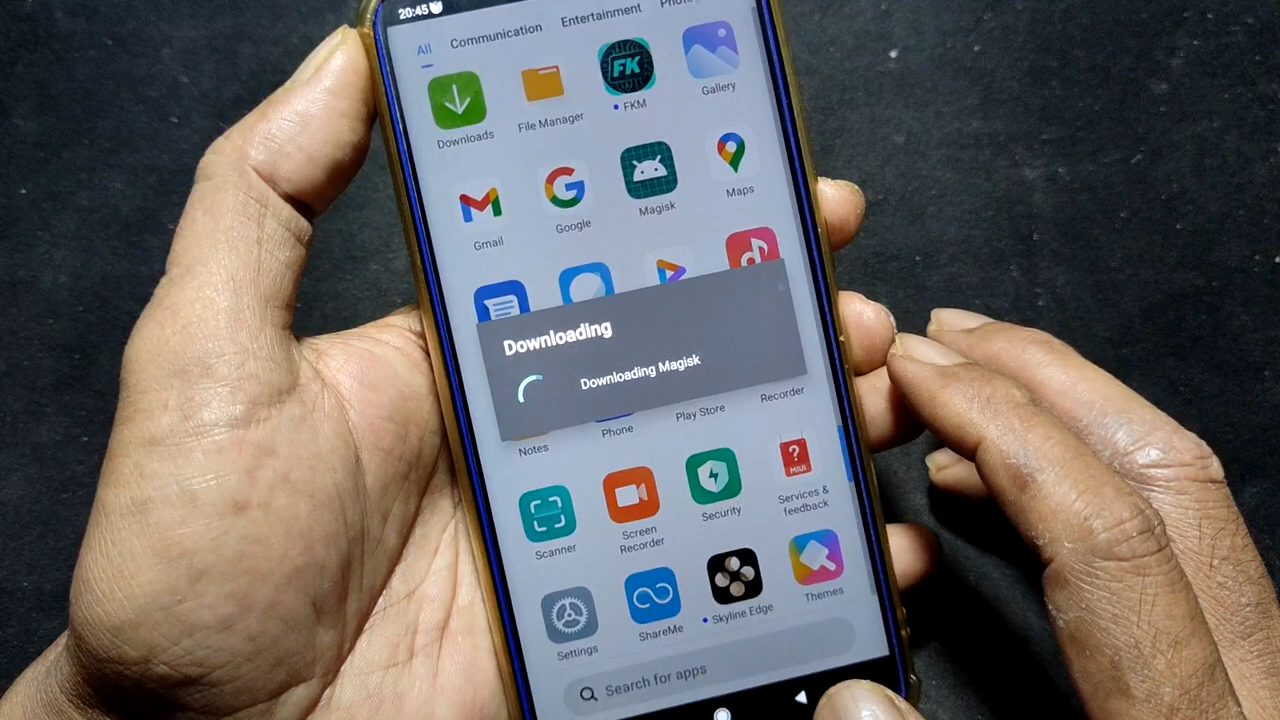 20:45
All Communication Entertainment
Downloads File Manager FKM Gallery
FK
Gmail Google Magisk Maps
Downloading
Downloading Magisk
Notes Phone Play Store Recorder
?
MIUI
Scanner Screen Recorder Security Services & feedback
Settings ShareMe Skyline Edge Themes
Search for apps